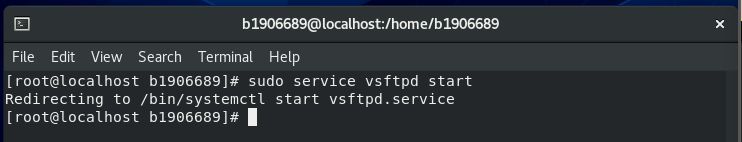 b1906689@localhost:/home/b1906689
File Edit View Search Terminal Help
[root@localhost b1906689]# sudo service vsftpd start
Redirecting to /bin/systemctl start vsftpd.service
[root@localhost b1906689]#